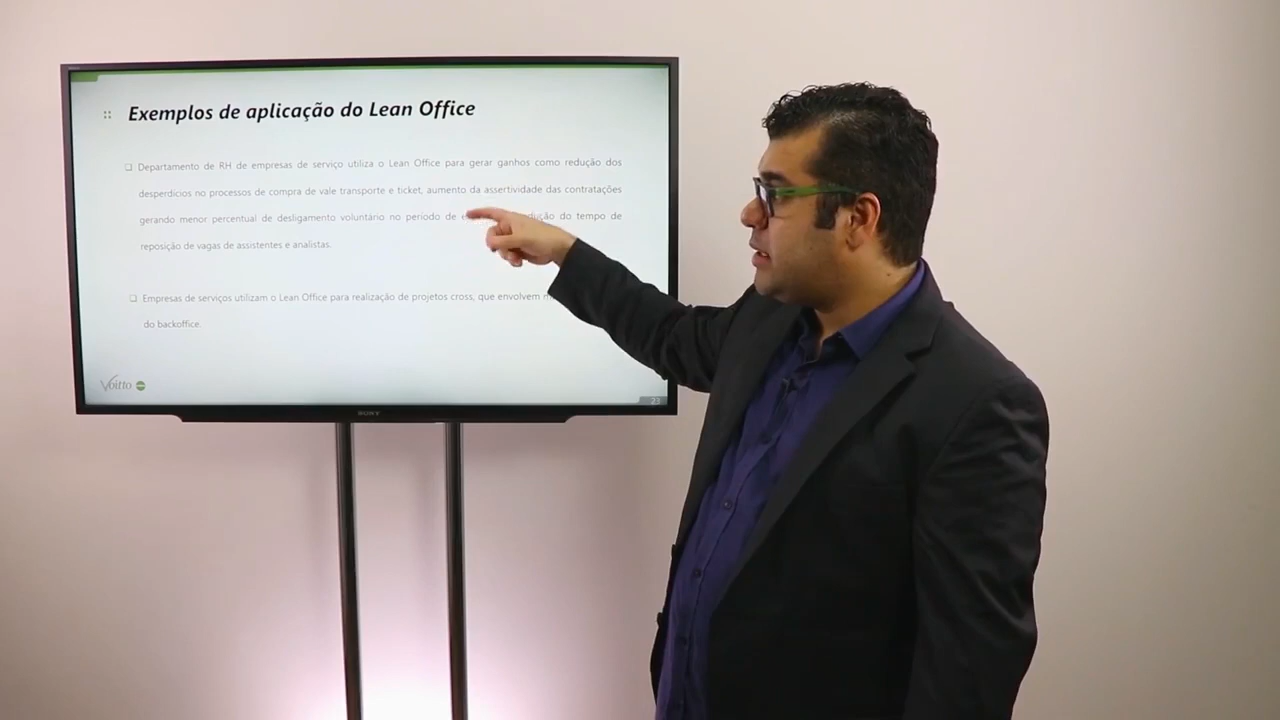 Exemplos de aplicação do Lean Office
Departamento de RH de empresas de serviço utiliza o Lean Office para gerar ganhos como redução dos
desperdícios no processos de compra de vale transporte e ticket, aumento da assertividade das contratações
gerando menor percentual de desligamento voluntário no período de do tempo de
reposição de vagas de assistentes e analistas.
Empresas de serviços utilizam o Lean Office para realização de projetos cross, que envolvem
do backoffice.
Voitto
23
SONY